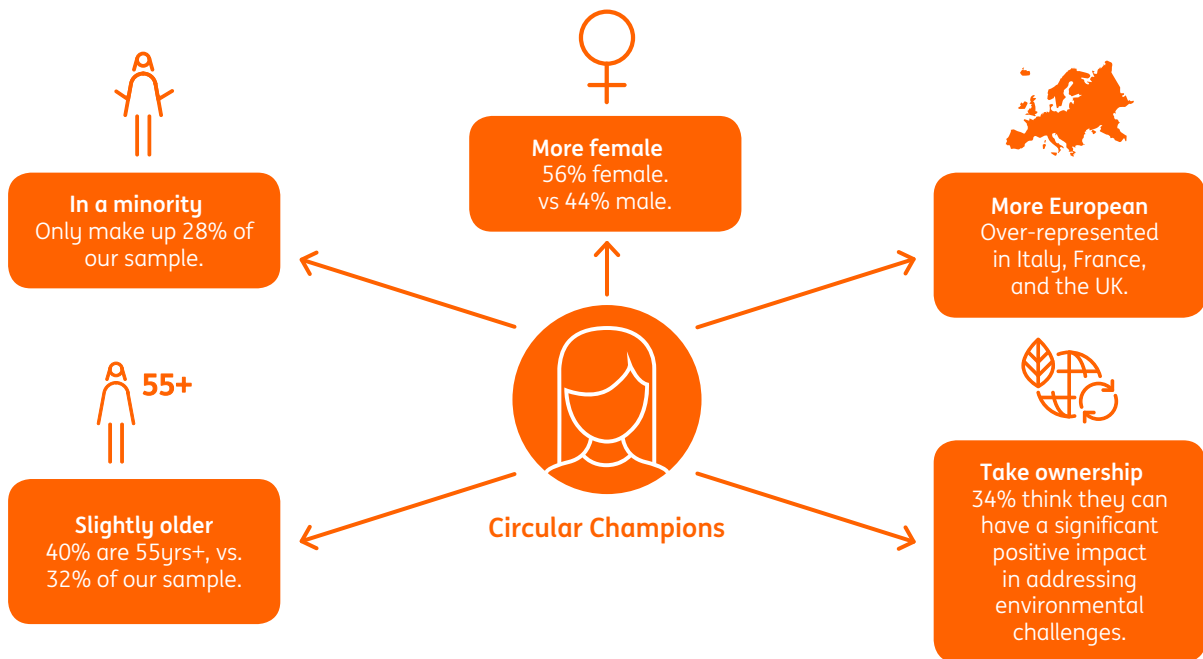 More female
56% female.
vs 44% male.
In a minority
Only make up 28% of
our sample.
More European
Over-represented
in Italy, France,
and the UK.
55+
Slightly older
40% are 55yrs+, vs.
32% of our sample.
Circular Champions
Take ownership
34% think they can
have a significant
positive impact
in addressing
environmental
challenges.